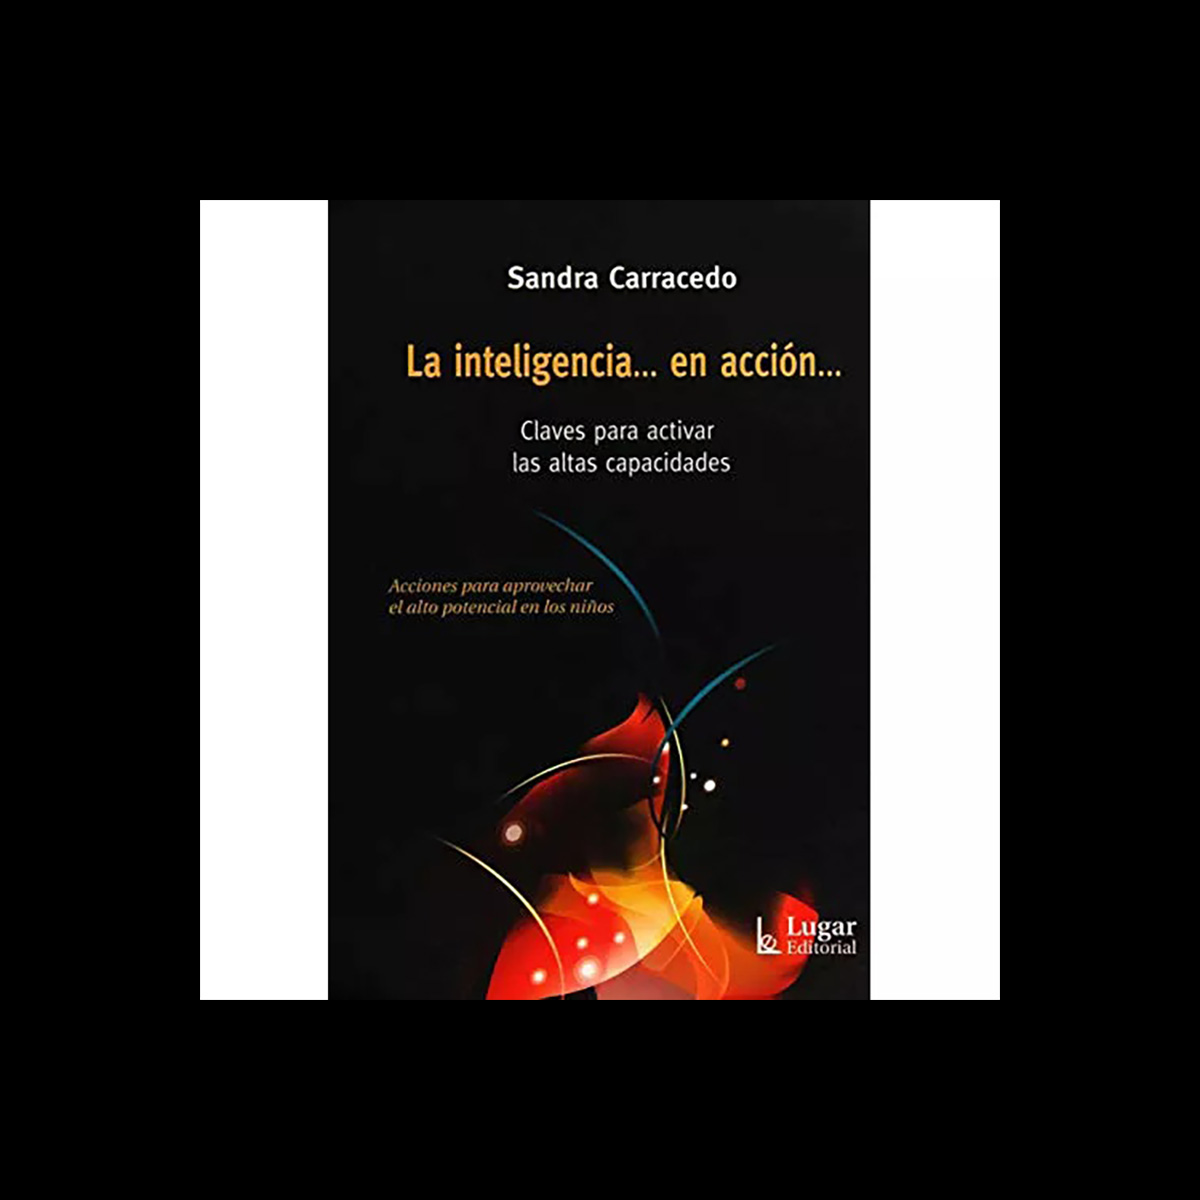 Sandra Carracedo
La inteligencia... en acción...
Claves para activar
las altas capacidades
Acciones para aprovechar
el alto potencial en los niños
Lugar
Editorial